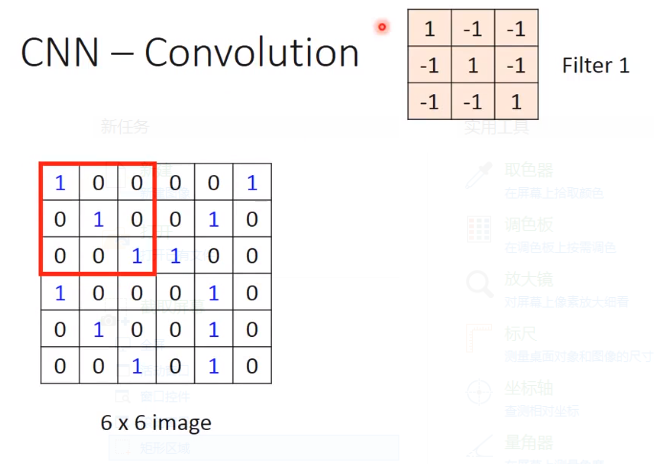 CNN – Convolution
1 -1 -1
-1 1 -1
-1 -1 1
Filter 1
新任务
实用工具
1 0 0 0 0 1
0 1 0 0 1 0
0 0 1 1 0 0
1 0 0 0 1 0
0 1 0 0 1 0
0 0 1 0 1 0
6 x 6 image
取色器
在屏幕上拾取颜色
调色板
在调色板上按需调色
放大镜
对屏幕上像素放大查看
标尺
测量桌面对象和图像的尺寸
坐标轴
查测相对坐标
量角器
窗口控件
矩形区域